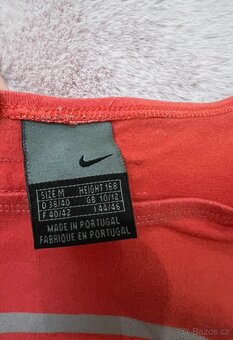 SIZE M HEIGHT 168
D 38/40 GB 10/12
F 40/42 I 44/46
MADE IN PORTUGAL
FABRIQUÉ EN PORTUGAL
Bazos.cz